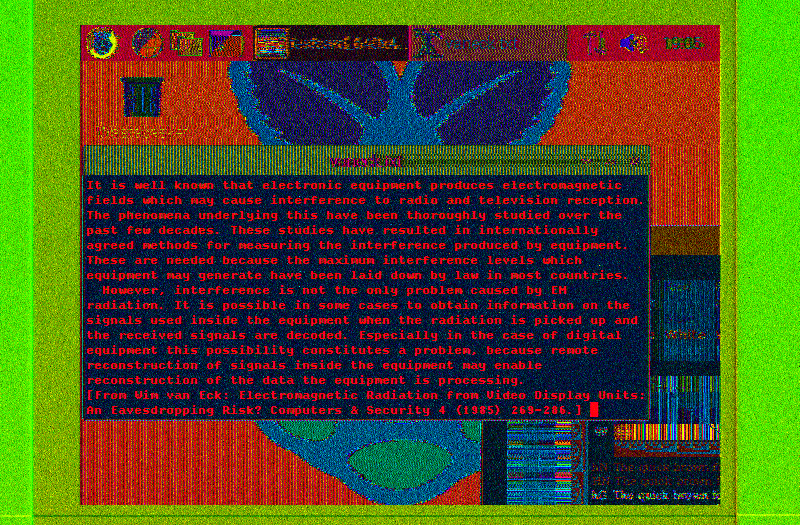 It is well known that electronic equipment produces electromagnetic
fields which may cause interference to radio and television reception.
The phenomena underlying this have been thoroughly studied over the
past few decades. These studies have resulted in internationally
agreed methods for measuring the interference produced by equipment.
These are needed because the maximum interference levels which
equipment may generate have been laid down by law in most countries.
However, interference is not the only problem caused by EM
radiation. It is possible in some cases to obtain information on the
signals used inside the equipment when the radiation is picked up and
the received signals are decoded. Especially in the case of digital
equipment this possibility constitutes a problem, because remote
reconstruction of signals inside the equipment may enable
reconstruction of the data the equipment is processing.
[From Wim van Eck: Electromagnetic Radiation from Video Display Units:
An Eavesdropping Risk? Computers & Security 4 (1985) 269-286.]
The quick brown